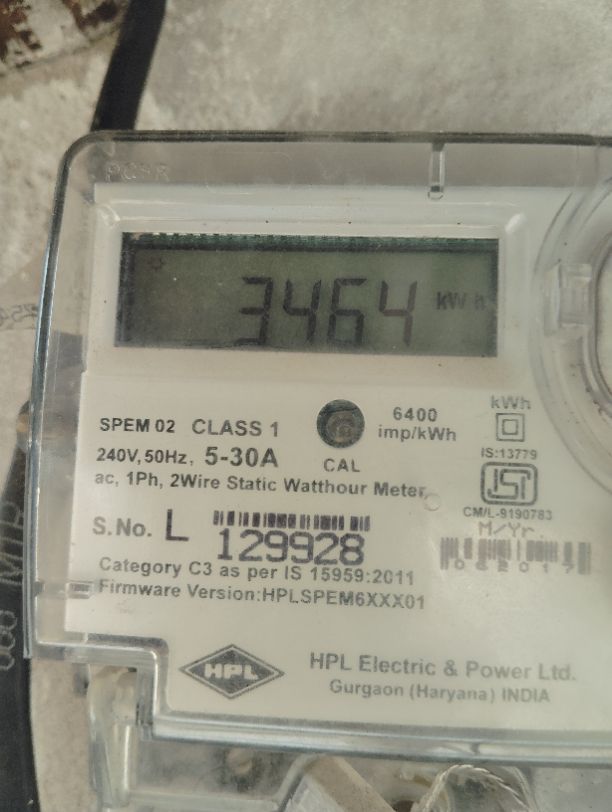 3464 kWh
SPEM 02 CLASS 1
6400
imp/kWh
kWh
240V, 50Hz, 5-30A
CAL
IS:13779
ac, 1Ph, 2Wire Static Watthour Meter
ISI
CM/L-9190783
M/Yr.
S.No. L 129928
062017
Category C3 as per IS 15959:2011
Firmware Version:HPLSPEM6XXX01
HPL
HPL Electric & Power Ltd.
Gurgaon (Haryana) INDIA